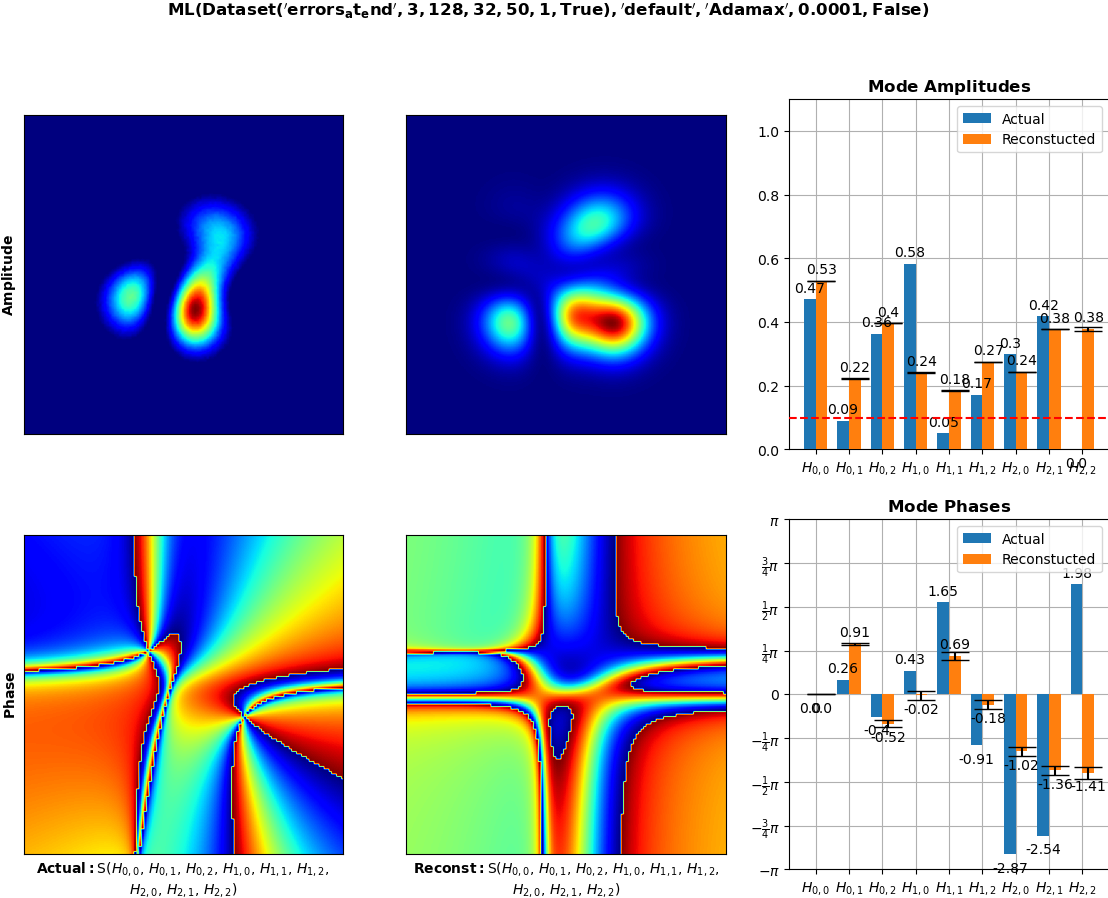 ML(Dataset('errors_at_end', 3, 128, 32, 50, 1, True), 'default', 'Adamax', 0.0001, False)
Amplitude
Mode Amplitudes
Actual
Reconstucted
1.0
0.8
0.6
0.4
0.2
0.0
0.47
0.53
0.09
0.22
0.36
0.4
0.58
0.24
0.05
0.18
0.17
0.27
0.3
0.24
0.42
0.38
0.0
0.38
H0,0 H0,1 H0,2 H1,0 H1,1 H1,2 H2,0 H2,1 H2,2
Phase
Actual: S(H0,0, H0,1, H0,2, H1,0, H1,1, H1,2,
H2,0, H2,1, H2,2)
Reconst: S(H0,0, H0,1, H0,2, H1,0, H1,1, H1,2,
H2,0, H2,1, H2,2)
Mode Phases
Actual
Reconstucted
π
3/4π
1/2π
1/4π
0
−1/4π
−1/2π
−3/4π
−π
0.0
0.0
0.26
0.91
-0.4
-0.52
0.43
-0.02
1.65
0.69
-0.91
-0.18
-2.87
-1.02
-2.54
-1.36
1.98
-1.41
H0,0 H0,1 H0,2 H1,0 H1,1 H1,2 H2,0 H2,1 H2,2